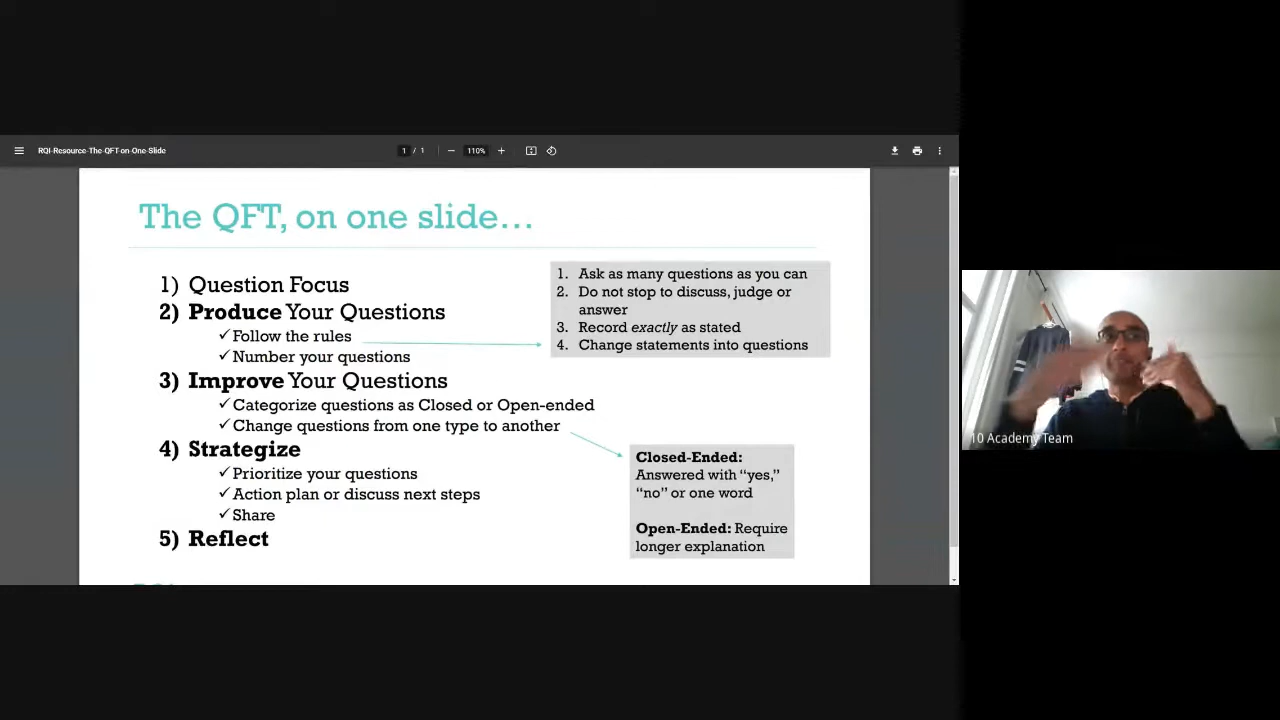 RQI-Resource-The-QFT-on-One-Slide
1 / 1
110%
The QFT, on one slide...
1) Question Focus
2) Produce Your Questions
✓Follow the rules
✓Number your questions
3) Improve Your Questions
✓Categorize questions as Closed or Open-ended
✓Change questions from one type to another
4) Strategize
✓Prioritize your questions
✓Action plan or discuss next steps
✓Share
5) Reflect
1. Ask as many questions as you can
2. Do not stop to discuss, judge or
answer
3. Record exactly as stated
4. Change statements into questions
Closed-Ended:
Answered with “yes,”
“no” or one word
Open-Ended: Require
longer explanation
10 Academy Team